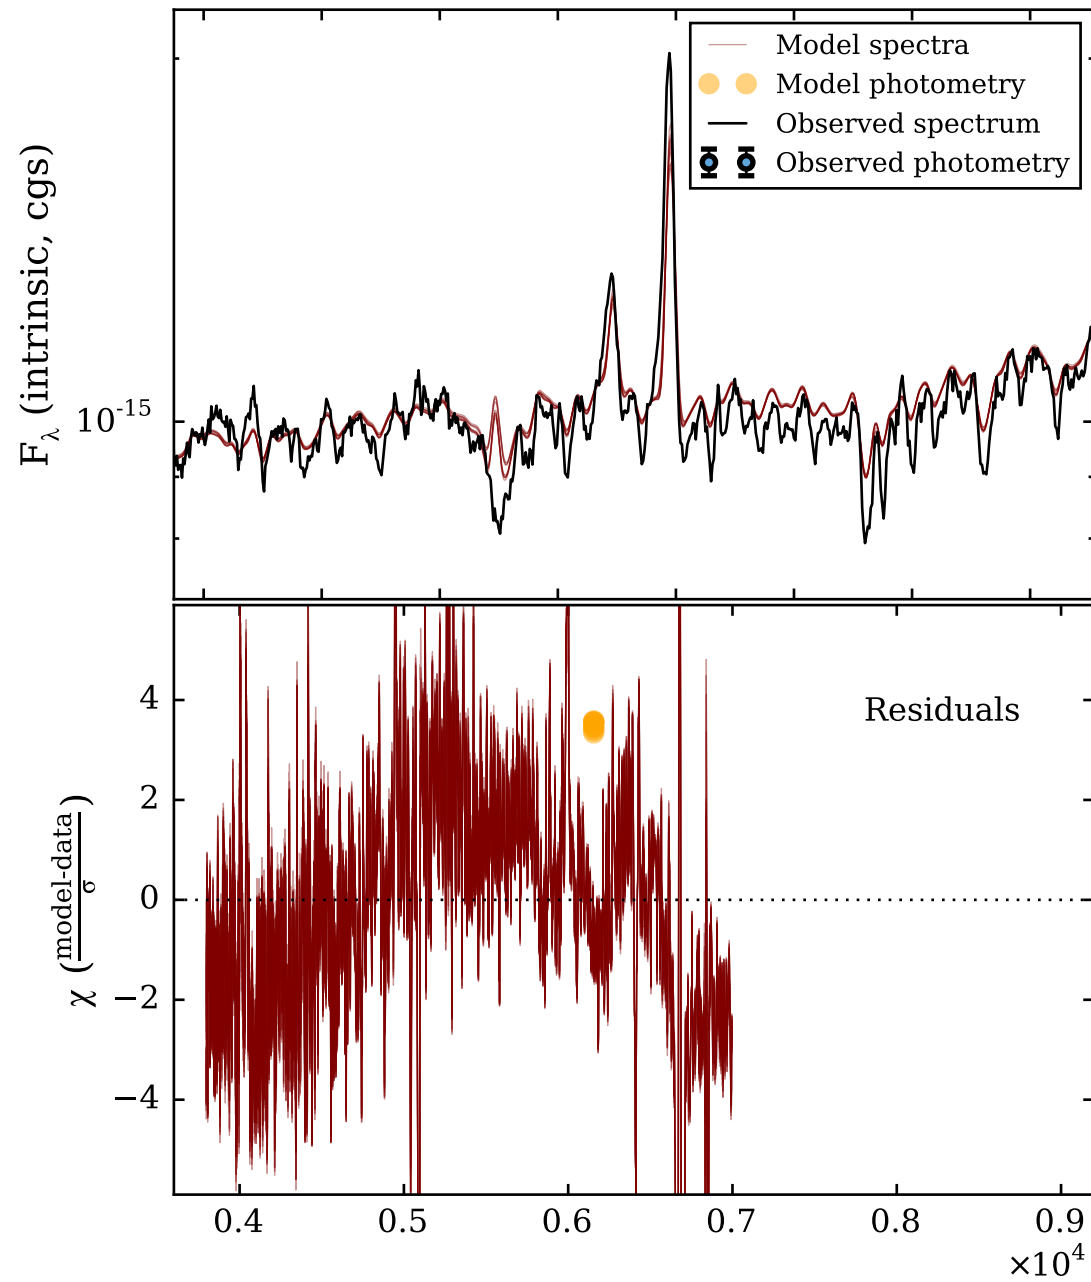 Model spectra
Model photometry
Observed spectrum
Observed photometry
F_λ (intrinsic, cgs)
10^-15
Residuals
χ (model-data/σ)
4
2
0
−2
−4
0.4 0.5 0.6 0.7 0.8 0.9
×10^4